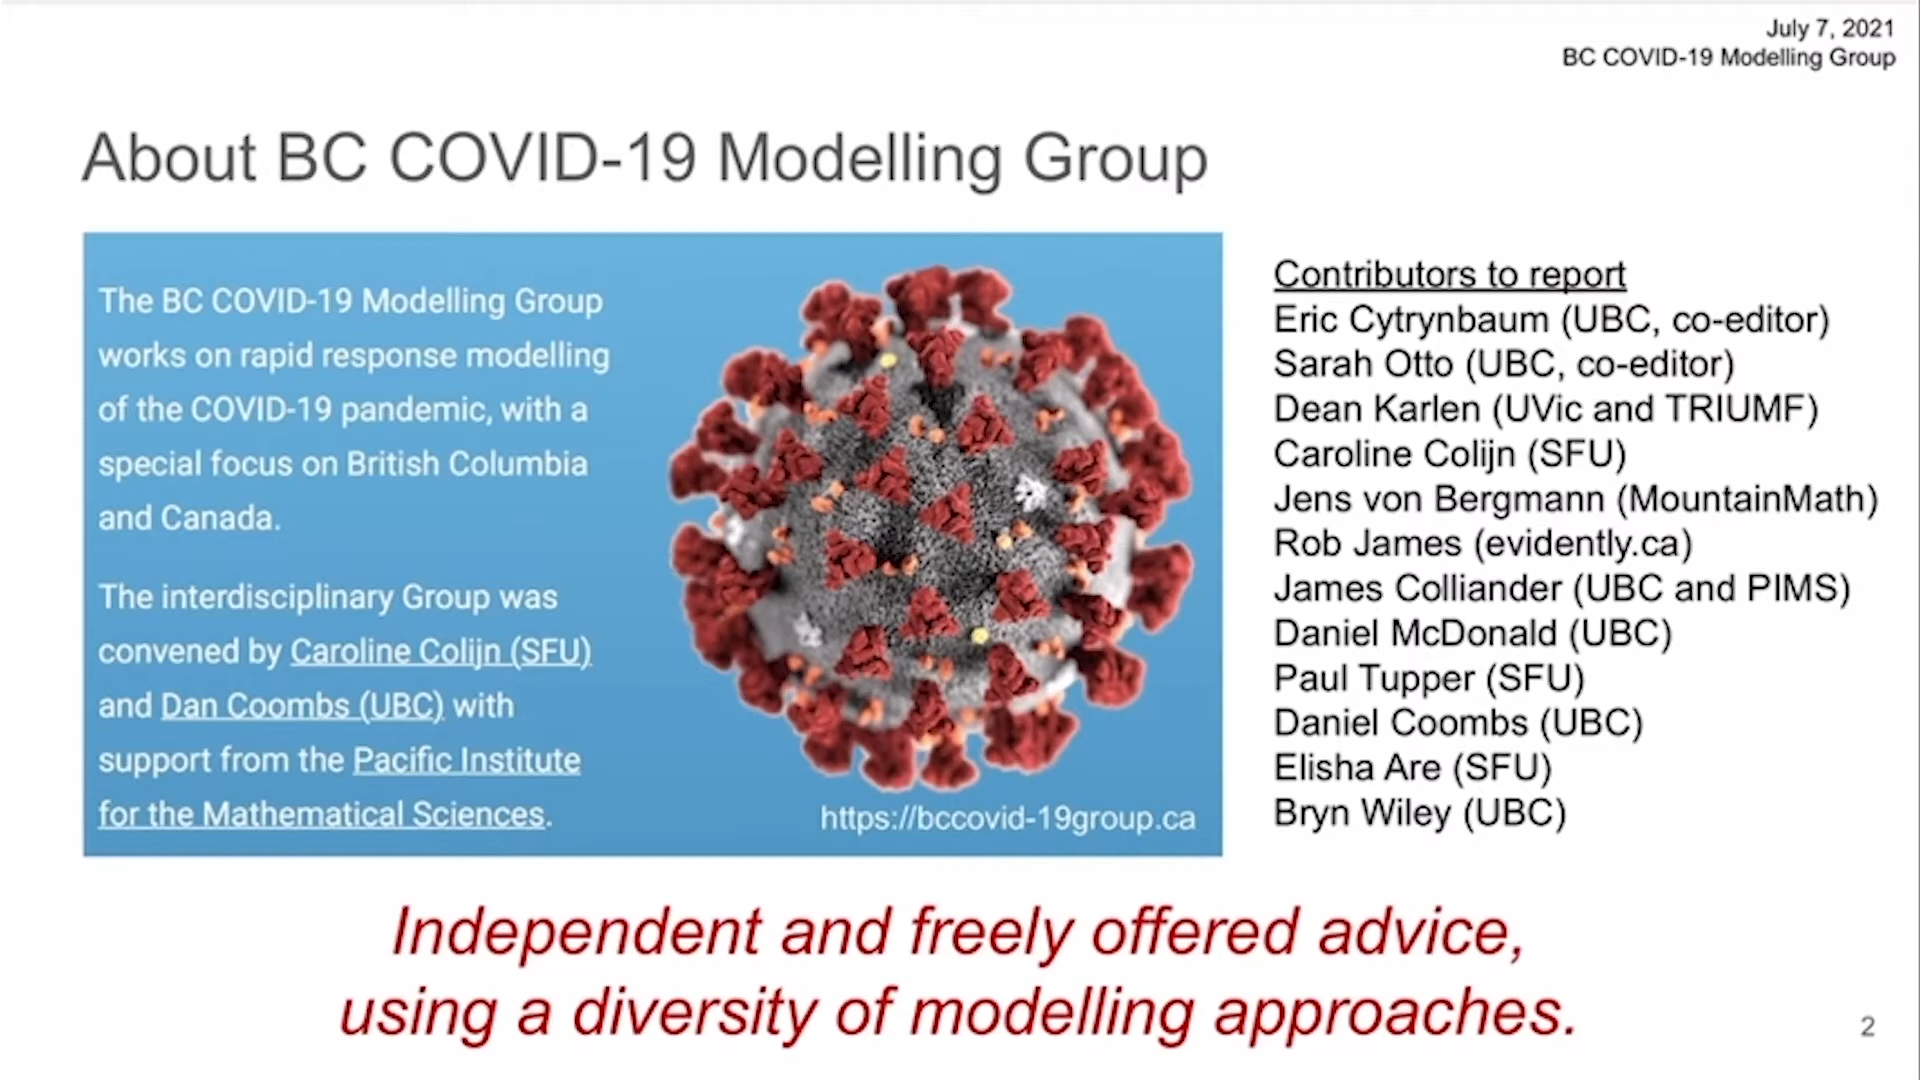 July 7, 2021
BC COVID-19 Modelling Group
About BC COVID-19 Modelling Group
The BC COVID-19 Modelling Group
works on rapid response modelling
of the COVID-19 pandemic, with a
special focus on British Columbia
and Canada.
The interdisciplinary Group was
convened by Caroline Colijn (SFU)
and Dan Coombs (UBC) with
support from the Pacific Institute
for the Mathematical Sciences.
https://bccovid-19group.ca
Contributors to report
Eric Cytrynbaum (UBC, co-editor)
Sarah Otto (UBC, co-editor)
Dean Karlen (UVic and TRIUMF)
Caroline Colijn (SFU)
Jens von Bergmann (MountainMath)
Rob James (evidently.ca)
James Colliander (UBC and PIMS)
Daniel McDonald (UBC)
Paul Tupper (SFU)
Daniel Coombs (UBC)
Elisha Are (SFU)
Bryn Wiley (UBC)
Independent and freely offered advice,
using a diversity of modelling approaches.
2